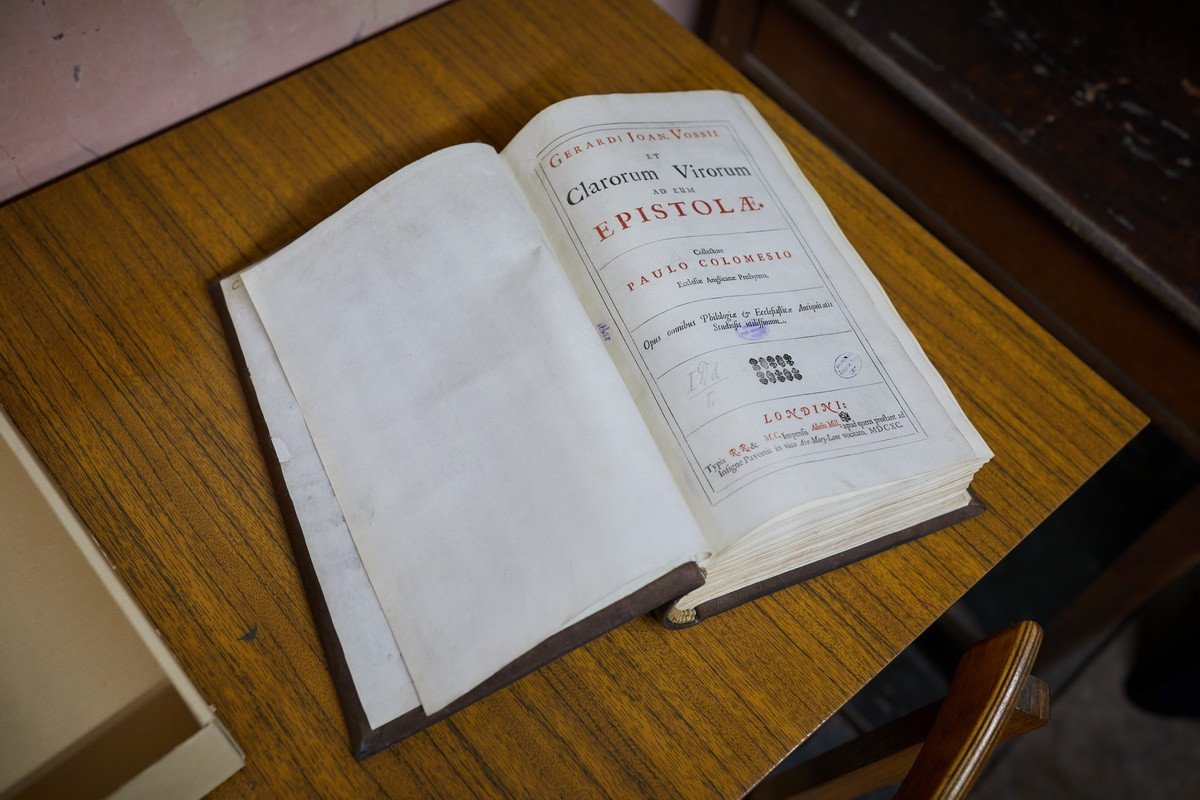 GERARDI JOAN. VOSSII
ET
Clarorum Virorum
AD EUM
EPISTOLÆ.
Collectore
PAULO COLOMESIO
Ecclesiæ Anglicanæ Presbytero.
Opus omnibus Philologiæ & Ecclesiasticæ Antiquitatis
Studiosis utilissimum.
LONDINI:
Typis R. R. & M. C. Impensis Adielis Mill, apud quem prostant ad
Insigne Pavonis in vico Ave-Mary-Lane vocato. MDCXC.